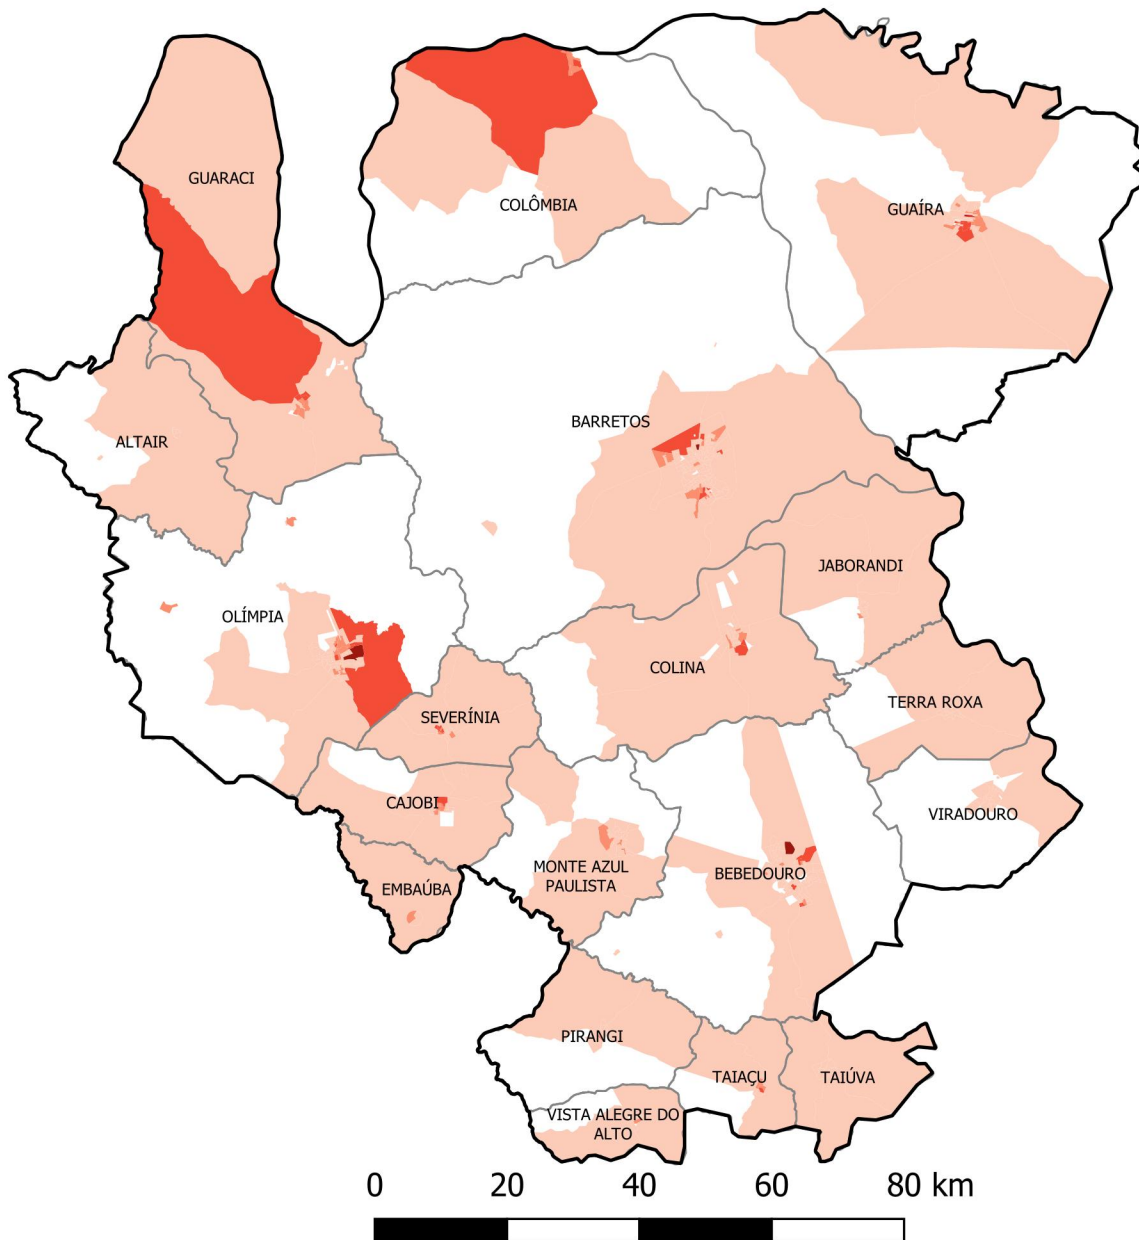 GUARACI
COLÔMBIA
GUAÍRA
BARRETOS
ALTAIR
JABORANDI
OLÍMPIA
COLINA
TERRA ROXA
SEVERÍNIA
CAJOBI
VIRADOURO
MONTE AZUL
PAULISTA
BEBEDOURO
EMBAÚBA
PIRANGI
TAIAÇU
TAIÚVA
VISTA ALEGRE DO
ALTO
0 20 40 60 80 km